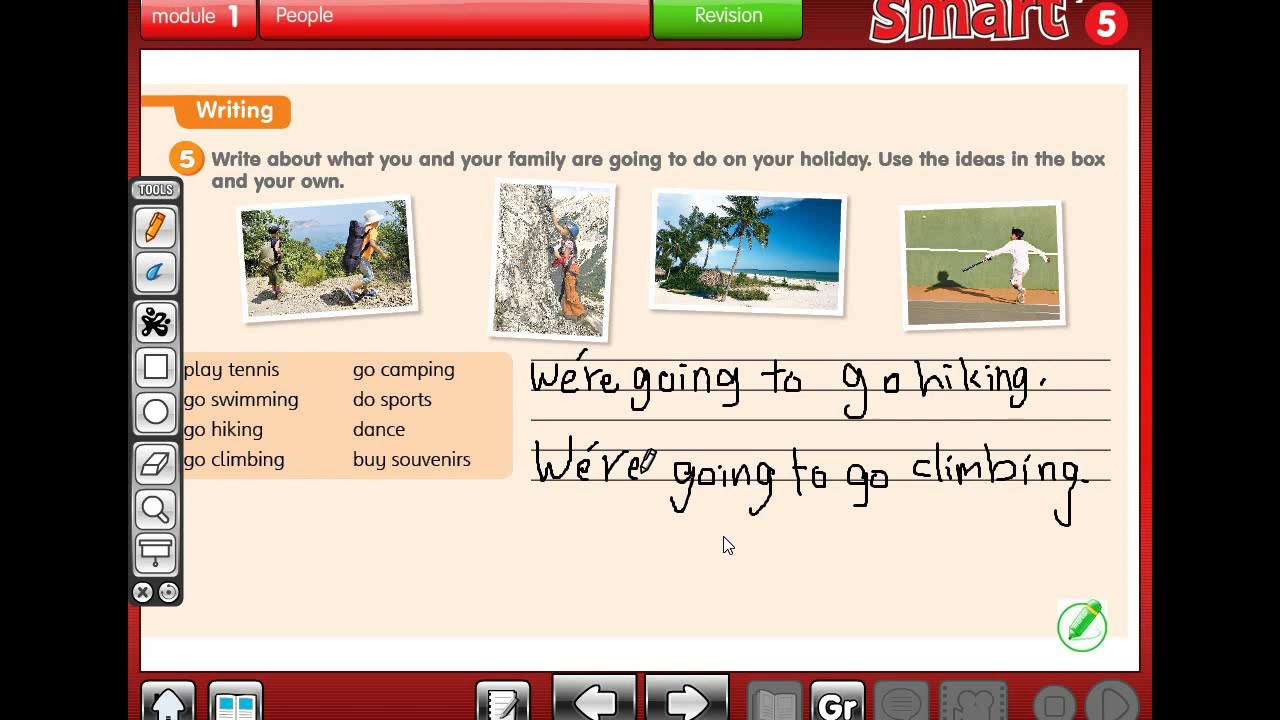 module 1 People Revision smart 5
Writing
5 Write about what you and your family are going to do on your holiday. Use the ideas in the box
and your own.
TOOLS
play tennis go camping
go swimming do sports
go hiking dance
go climbing buy souvenirs
We're going to go hiking.
We're going to go climbing.
Gr